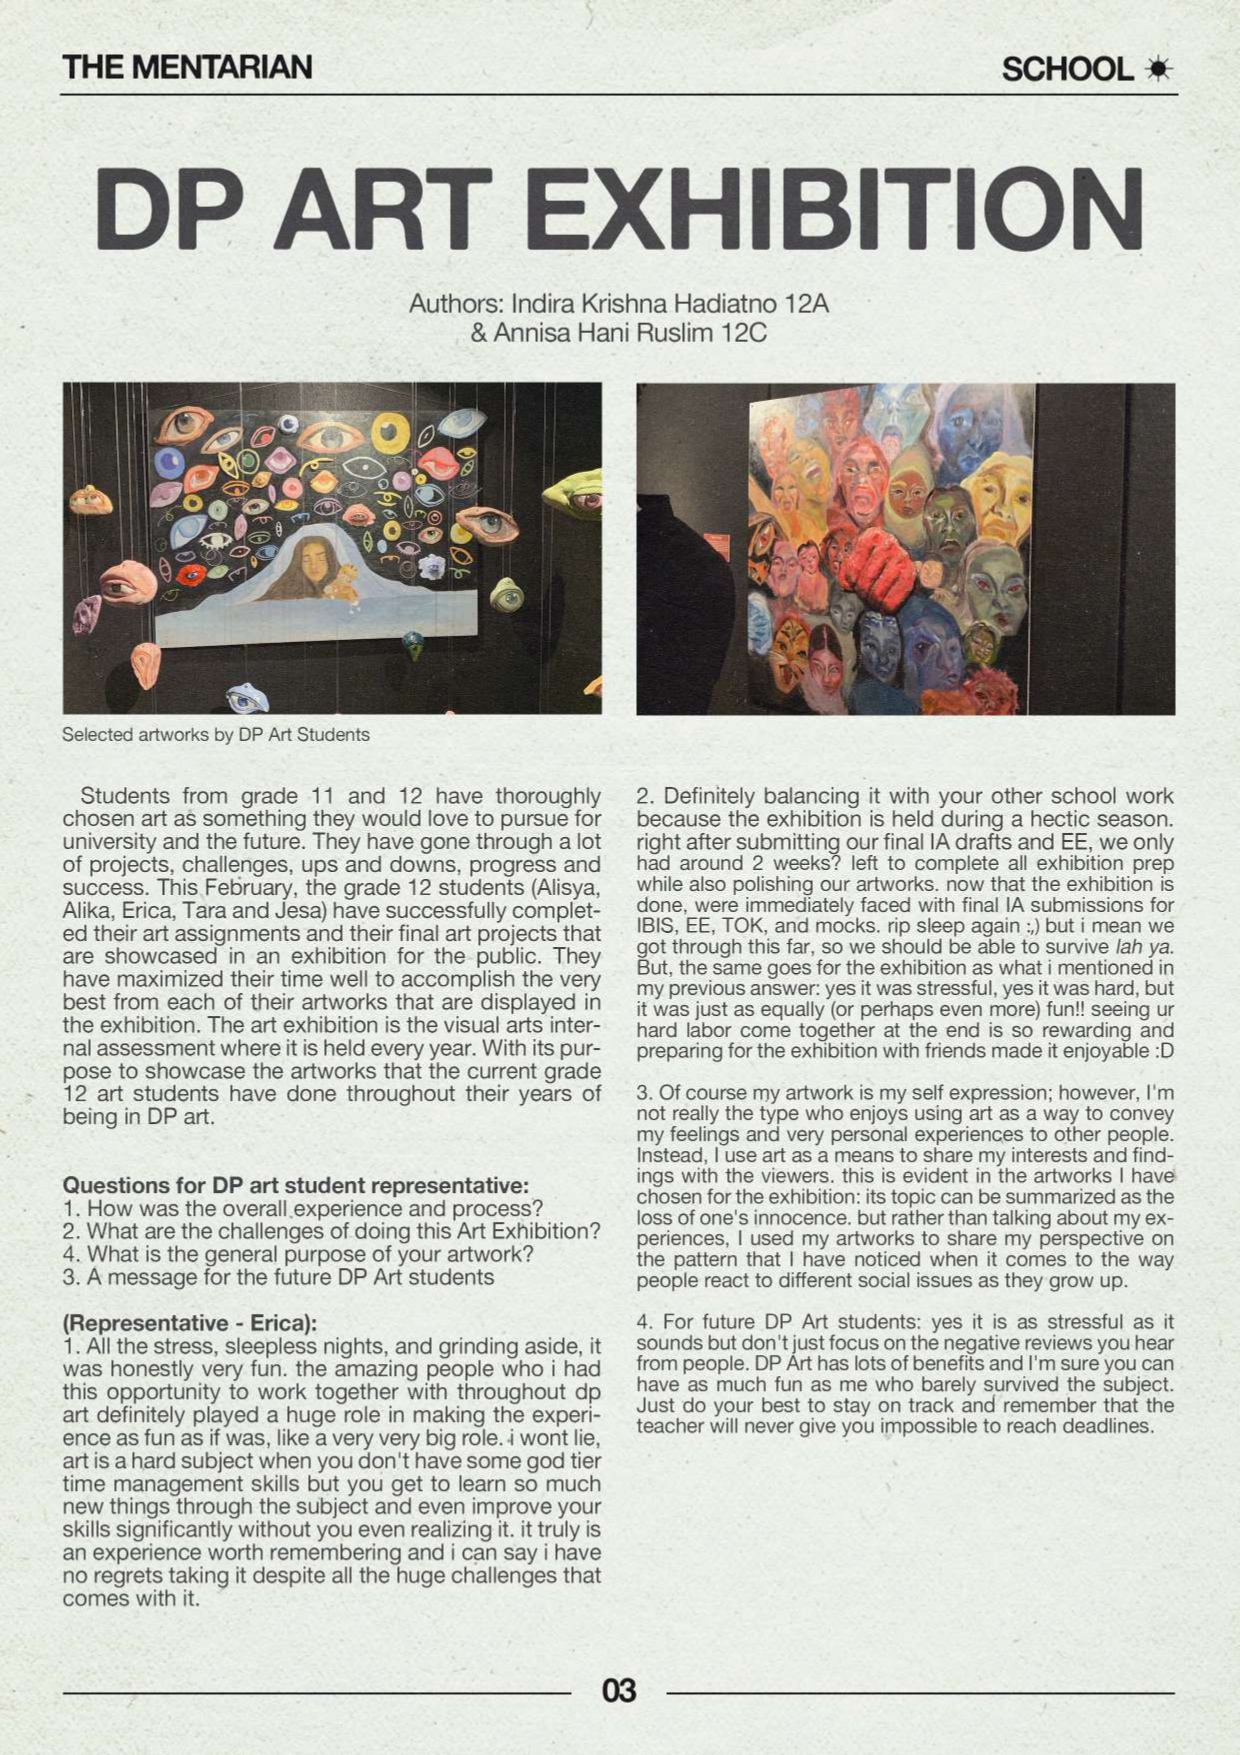 THE MENTARIAN
SCHOOL
DP ART EXHIBITION
Authors: Indira Krishna Hadiatno 12A
& Annisa Hani Ruslim 12C
Selected artworks by DP Art Students
Students from grade 11 and 12 have thoroughly
chosen art as something they would love to pursue for
university and the future. They have gone through a lot
of projects, challenges, ups and downs, progress and
success. This February, the grade 12 students (Alisya,
Alika, Erica, Tara and Jesa) have successfully complet-
ed their art assignments and their final art projects that
are showcased in an exhibition for the public. They
have maximized their time well to accomplish the very
best from each of their artworks that are displayed in
the exhibition. The art exhibition is the visual arts inter-
nal assessment where it is held every year. With its pur-
pose to showcase the artworks that the current grade
12 art students have done throughout their years of
being in DP art.
Questions for DP art student representative:
1. How was the overall experience and process?
2. What are the challenges of doing this Art Exhibition?
4. What is the general purpose of your artwork?
3. A message for the future DP Art students
(Representative - Erica):
1. All the stress, sleepless nights, and grinding aside, it
was honestly very fun. the amazing people who i had
this opportunity to work together with throughout dp
art definitely played a huge role in making the experi-
ence as fun as if was, like a very very big role. i wont lie,
art is a hard subject when you don't have some god tier
time management skills but you get to learn so much
new things through the subject and even improve your
skills significantly without you even realizing it. it truly is
an experience worth remembering and i can say i have
no regrets taking it despite all the huge challenges that
comes with it.
2. Definitely balancing it with your other school work
because the exhibition is held during a hectic season.
right after submitting our final IA drafts and EE, we only
had around 2 weeks? left to complete all exhibition prep
while also polishing our artworks. now that the exhibition is
done, were immediately faced with final IA submissions for
IBIS, EE, TOK, and mocks. rip sleep again :,) but i mean we
got through this far, so we should be able to survive lah ya.
But, the same goes for the exhibition as what i mentioned in
my previous answer: yes it was stressful, yes it was hard, but
it was just as equally (or perhaps even more) fun!! seeing ur
hard labor come together at the end is so rewarding and
preparing for the exhibition with friends made it enjoyable :D
3. Of course my artwork is my self expression; however, I'm
not really the type who enjoys using art as a way to convey
my feelings and very personal experiences to other people.
Instead, I use art as a means to share my interests and find-
ings with the viewers. this is evident in the artworks I have
chosen for the exhibition: its topic can be summarized as the
loss of one's innocence. but rather than talking about my ex-
periences, I used my artworks to share my perspective on
the pattern that I have noticed when it comes to the way
people react to different social issues as they grow up.
4. For future DP Art students: yes it is as stressful as it
sounds but don't just focus on the negative reviews you hear
from people. DP Art has lots of benefits and I'm sure you can
have as much fun as me who barely survived the subject.
Just do your best to stay on track and remember that the
teacher will never give you impossible to reach deadlines.
03